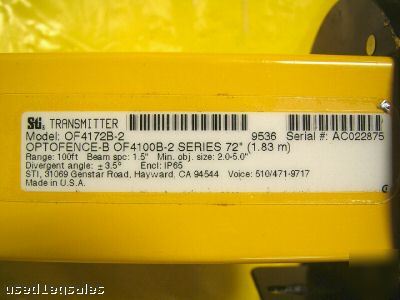 STi TRANSMITTER
Model: OF4172B-2 9536 Serial #: AC022875
OPTOFENCE-B OF4100B-2 SERIES 72" (1.83 m)
Range: 100ft Beam spc: 1.5" Min. obj. size: 2.0-5.0"
Divergent angle: ± 3.5° Encl: IP65
STI, 31069 Genstar Road, Hayward, CA 94544 Voice: 510/471-9717
Made in U.S.A.
used1eqsales